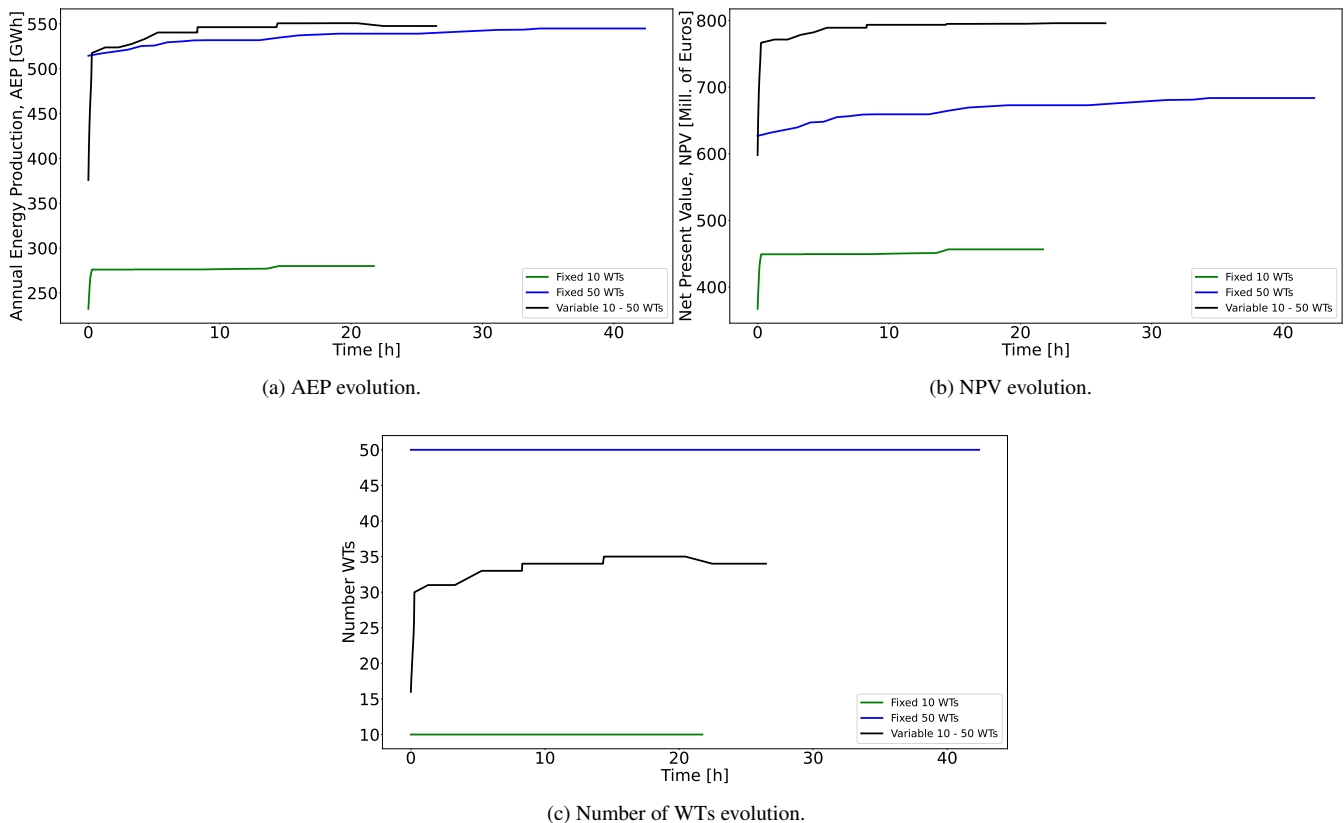 Annual Energy Production, AEP [GWh]
550
500
450
400
350
300
250
0
10
20
30
40
Time [h]
Fixed 10 WTs
Fixed 50 WTs
Variable 10 - 50 WTs
(a) AEP evolution.
Net Present Value, NPV [Mill. of Euros]
800
700
600
500
400
0
10
20
30
40
Time [h]
Fixed 10 WTs
Fixed 50 WTs
Variable 10 - 50 WTs
(b) NPV evolution.
Number WTs
50
45
40
35
30
25
20
15
10
0
10
20
30
40
Time [h]
Fixed 10 WTs
Fixed 50 WTs
Variable 10 - 50 WTs
(c) Number of WTs evolution.